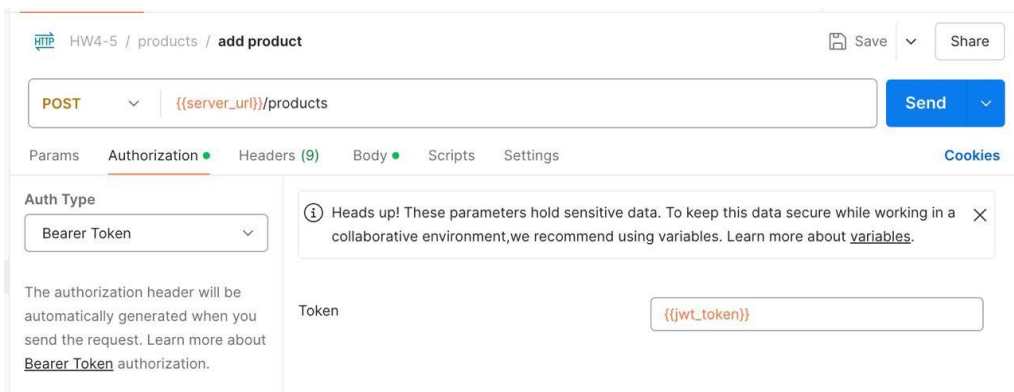 HTTP HW4-5 / products / add product Save Share
POST {{server_url}}/products Send
Params Authorization Headers (9) Body Scripts Settings Cookies
Auth Type
Bearer Token
The authorization header will be
automatically generated when you
send the request. Learn more about
Bearer Token authorization.
Heads up! These parameters hold sensitive data. To keep this data secure while working in a
collaborative environment,we recommend using variables. Learn more about variables.
Token {{jwt_token}}